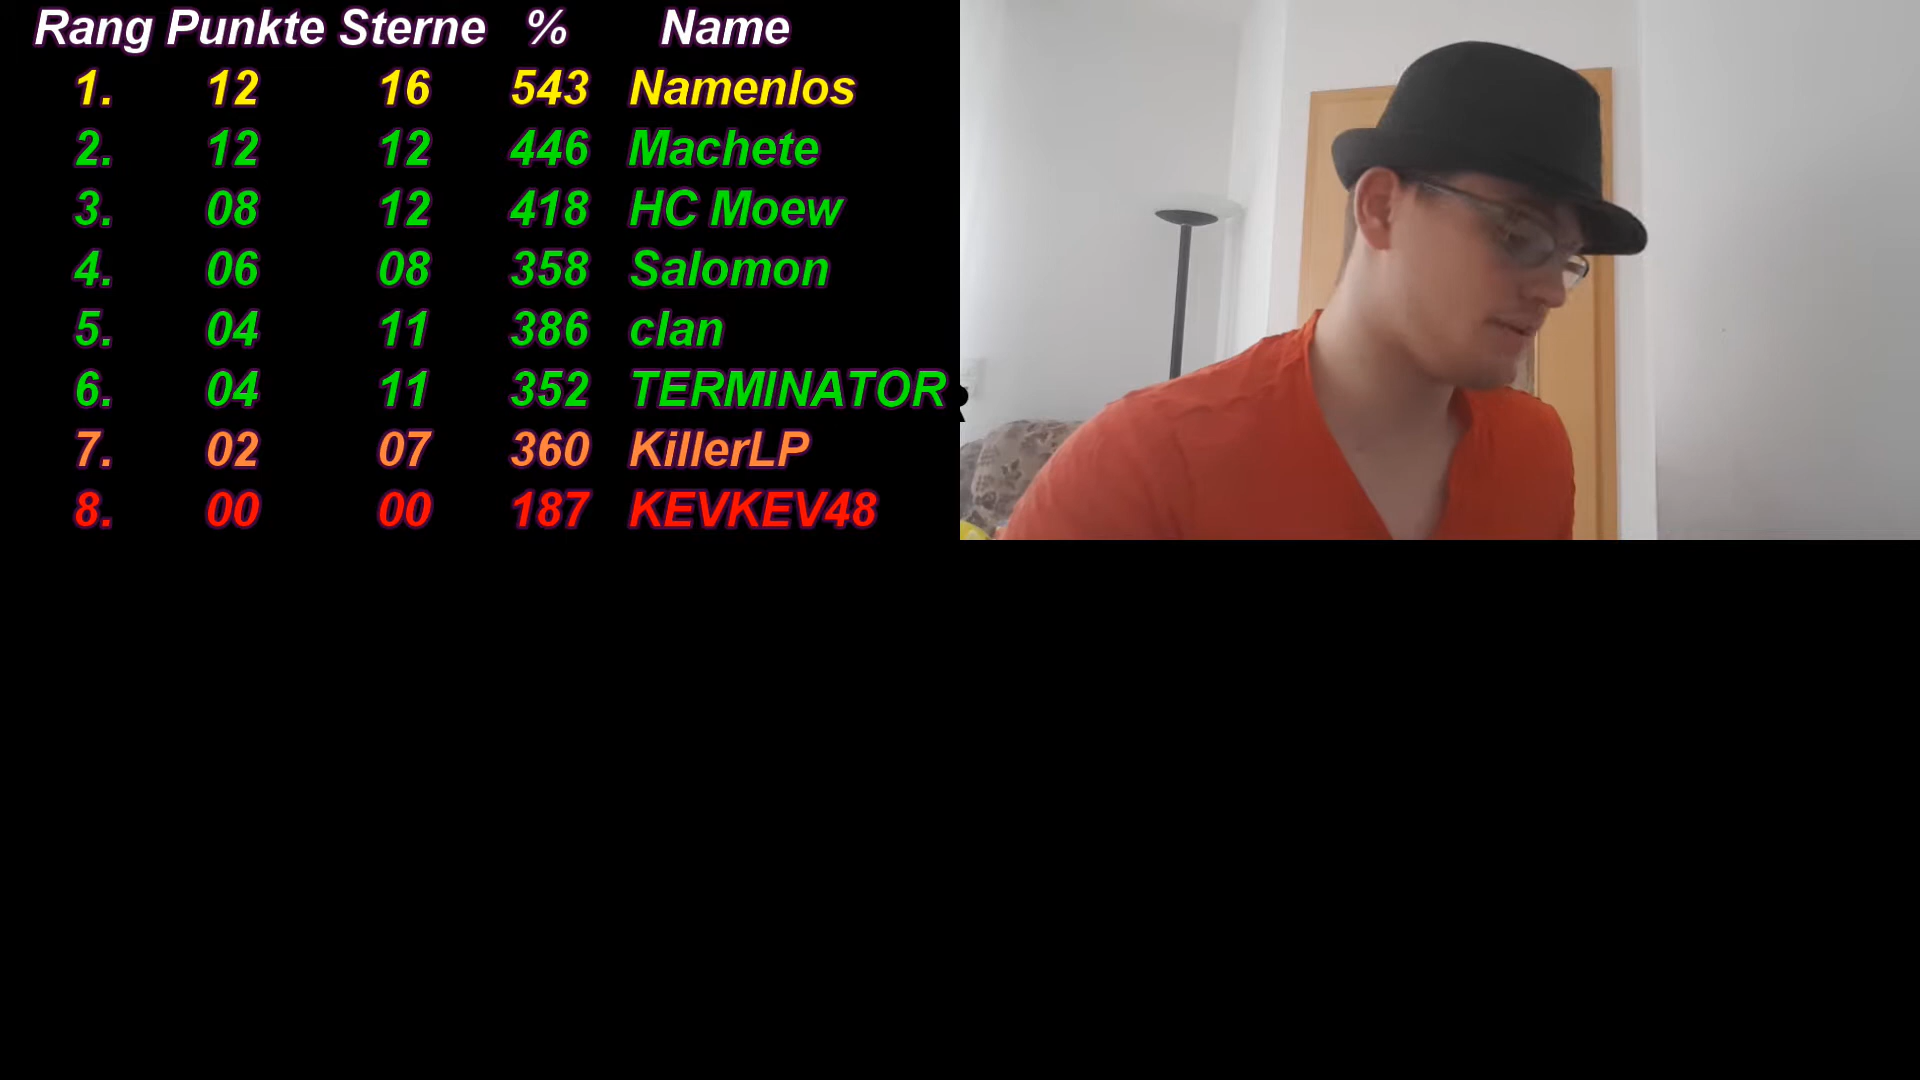 Rang Punkte Sterne % Name
1. 12 16 543 Namenlos
2. 12 12 446 Machete
3. 08 12 418 HC Moew
4. 06 08 358 Salomon
5. 04 11 386 clan
6. 04 11 352 TERMINATOR
7. 02 07 360 KillerLP
8. 00 00 187 KEVKEV48